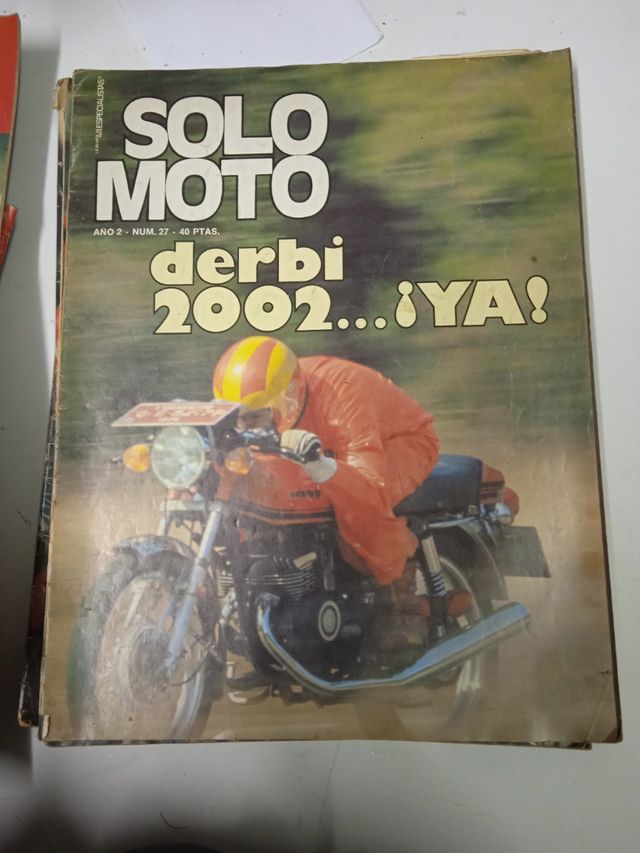 SOLO
MOTO
AÑO 2 - NUM. 27 - 40 PTAS.
derbi
2002... ¡YA!